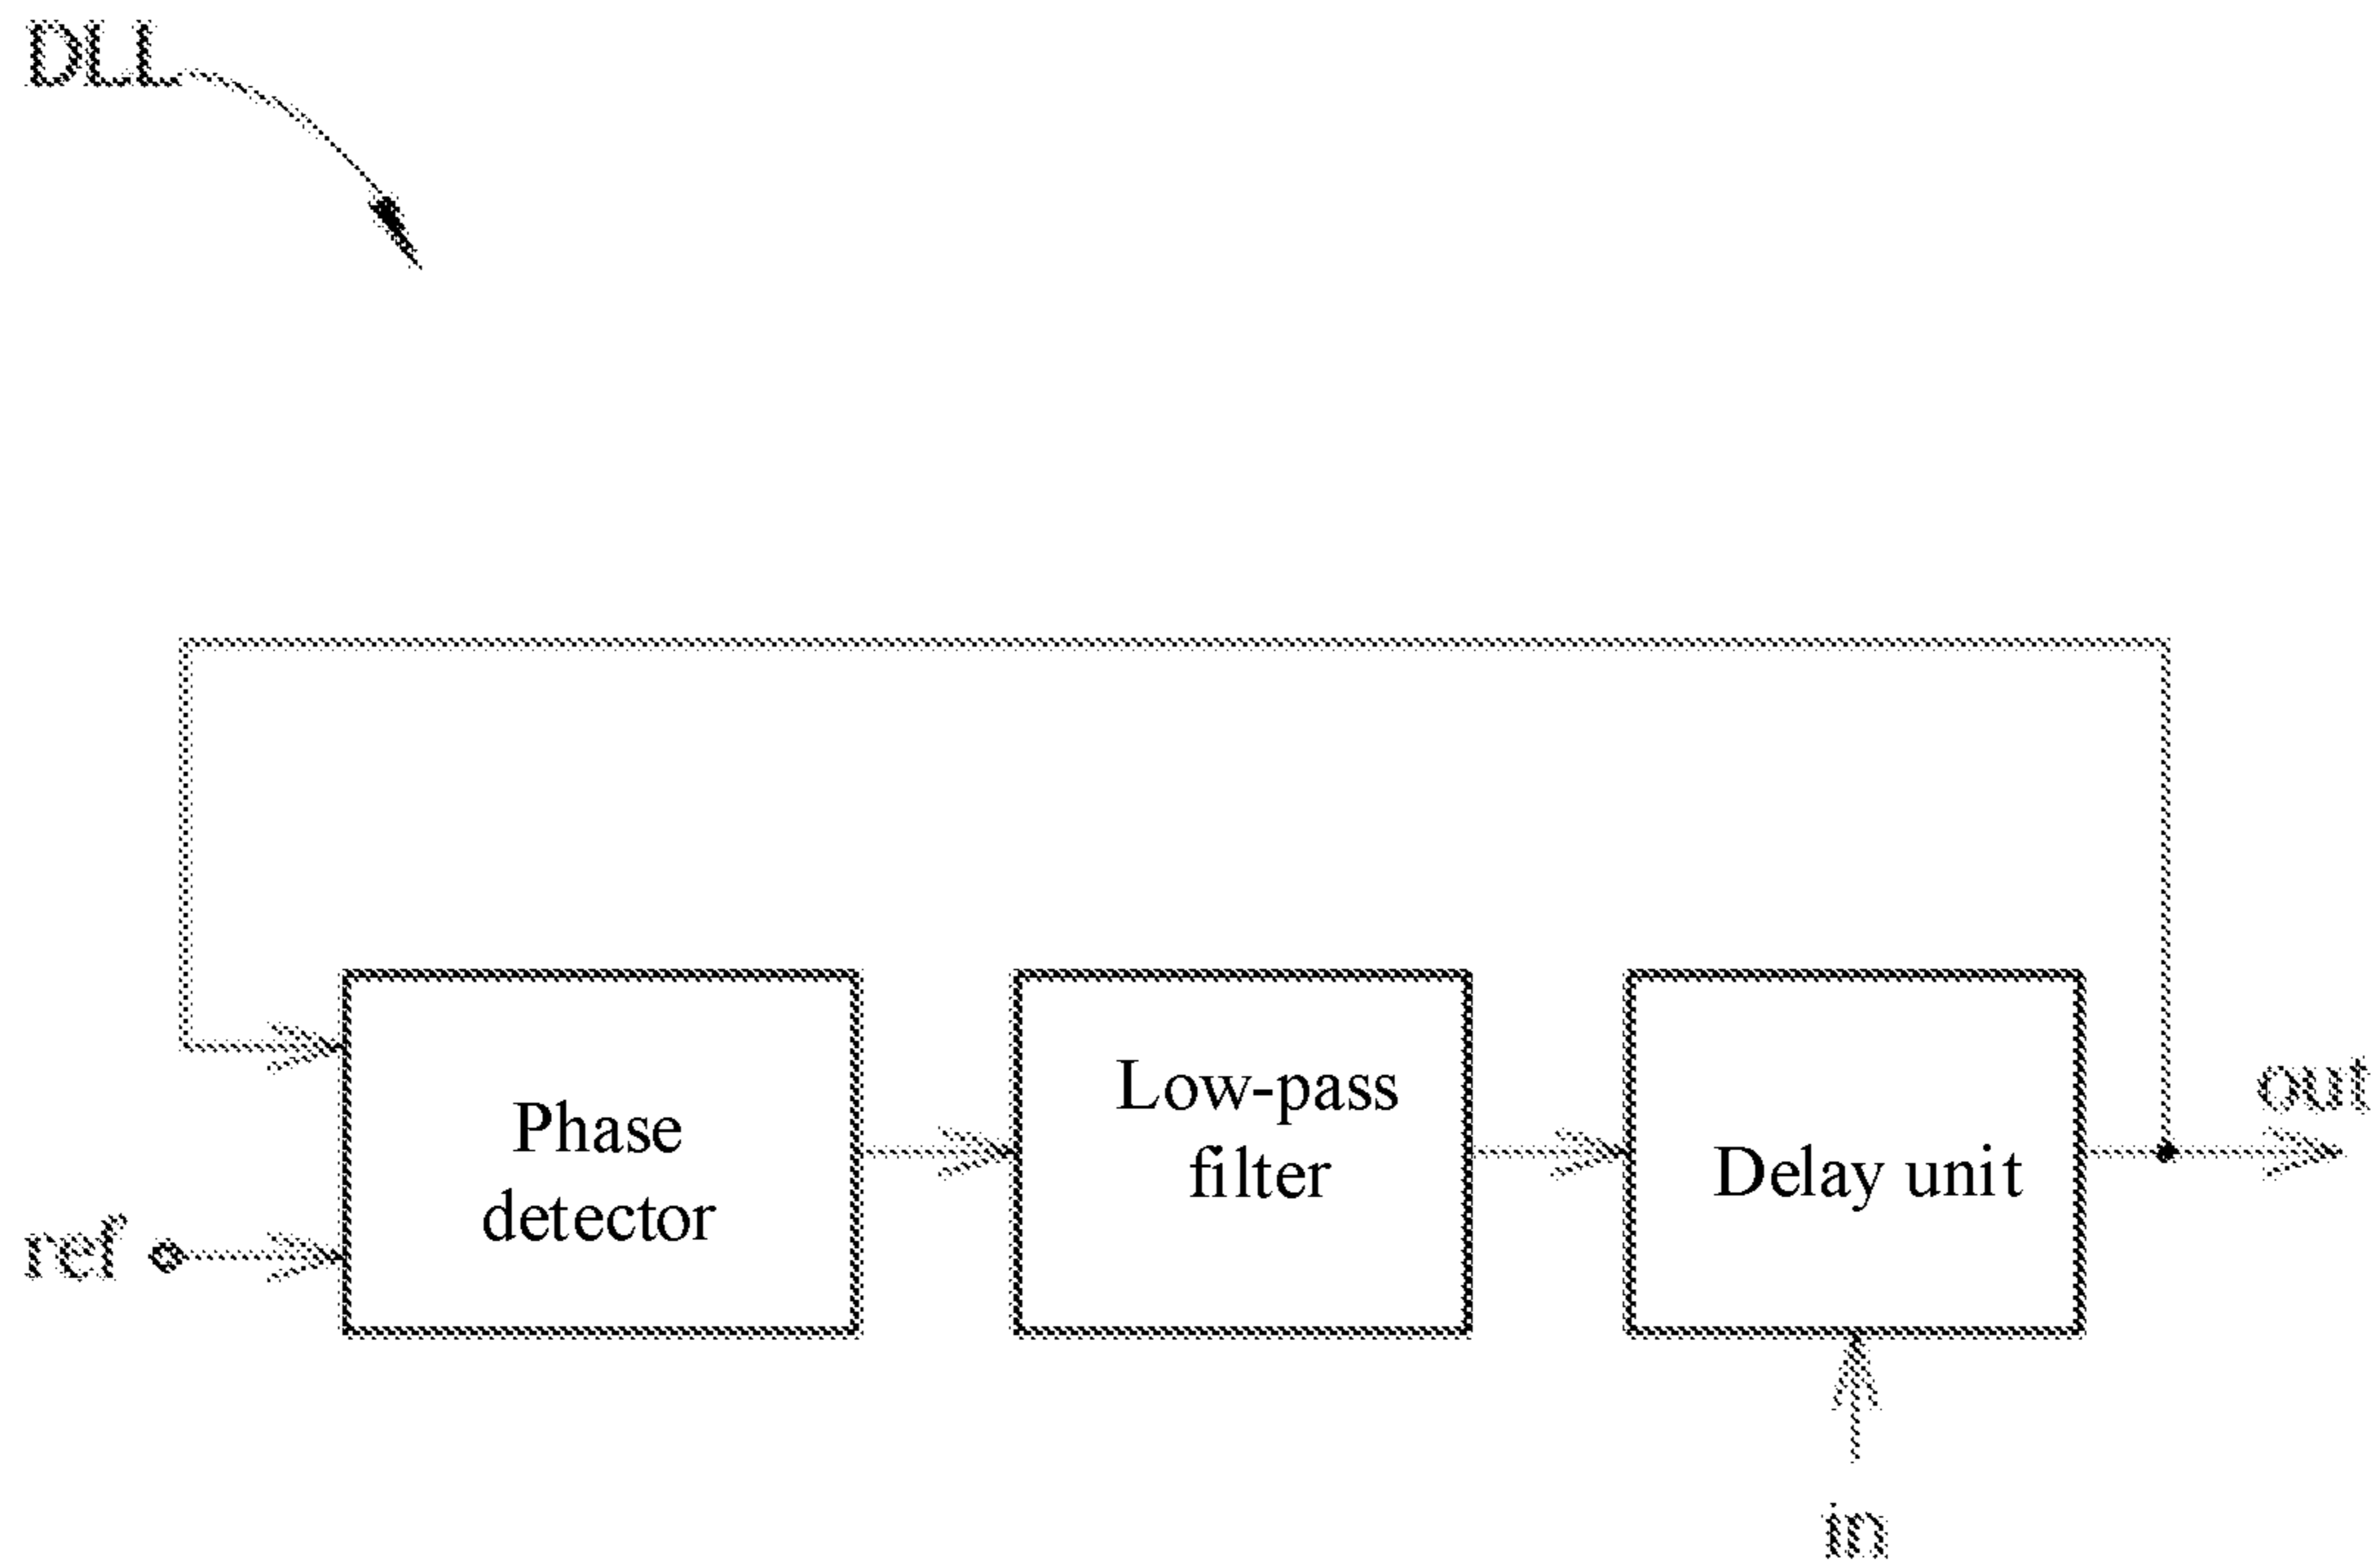 DLL
Phase
detector
Low-pass
filter
Delay unit
out
ref
in